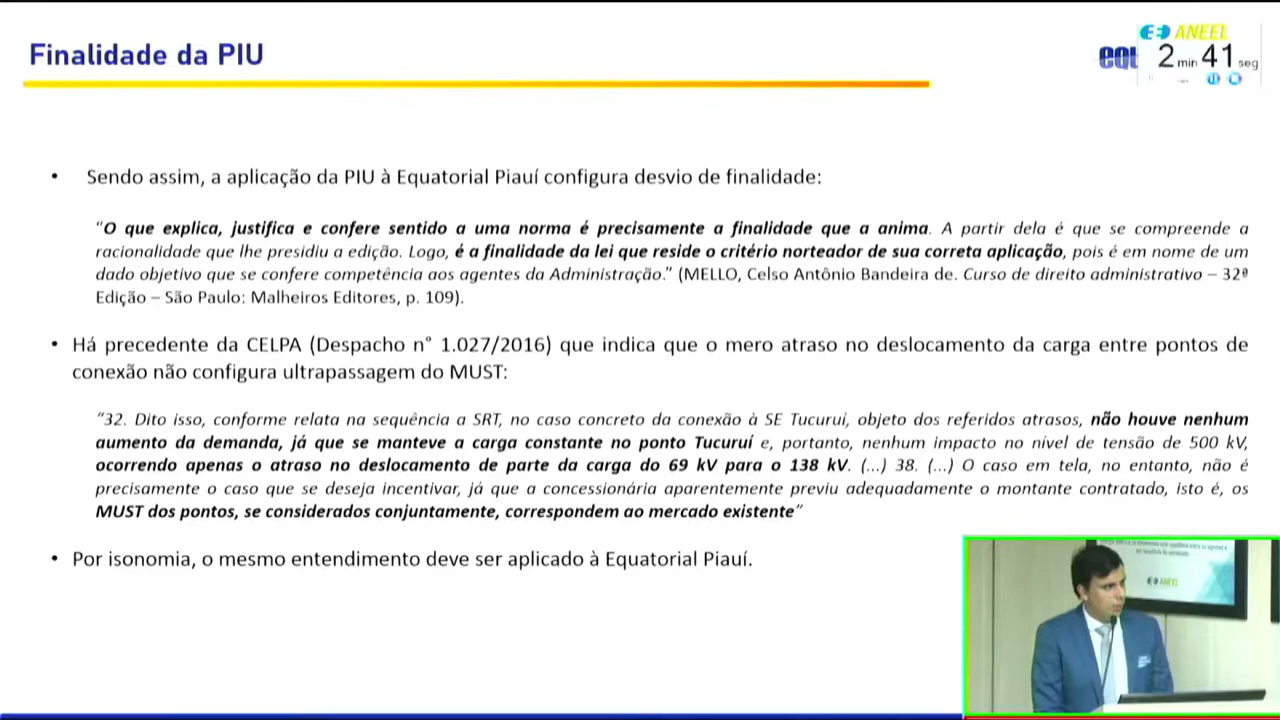 Finalidade da PIU
ANEEL
equ
2 min 41 seg
• Sendo assim, a aplicação da PIU à Equatorial Piauí configura desvio de finalidade:
“O que explica, justifica e confere sentido a uma norma é precisamente a finalidade que a anima. A partir dela é que se compreende a
racionalidade que lhe presidiu a edição. Logo, é a finalidade da lei que reside o critério norteador de sua correta aplicação, pois é em nome de um
dado objetivo que se confere competência aos agentes da Administração.” (MELLO, Celso Antônio Bandeira de. Curso de direito administrativo – 32ª
Edição – São Paulo: Malheiros Editores, p. 109).
• Há precedente da CELPA (Despacho n° 1.027/2016) que indica que o mero atraso no deslocamento da carga entre pontos de
conexão não configura ultrapassagem do MUST:
“32. Dito isso, conforme relata na sequência a SRT, no caso concreto da conexão à SE Tucuruí, objeto dos referidos atrasos, não houve nenhum
aumento da demanda, já que se manteve a carga constante no ponto Tucuruí e, portanto, nenhum impacto no nível de tensão de 500 kV,
ocorrendo apenas o atraso no deslocamento de parte da carga do 69 kV para o 138 kV. (...) 38. (...) O caso em tela, no entanto, não é
precisamente o caso que se deseja incentivar, já que a concessionária aparentemente previu adequadamente o montante contratado, isto é, os
MUST dos pontos, se considerados conjuntamente, correspondem ao mercado existente”
• Por isonomia, o mesmo entendimento deve ser aplicado à Equatorial Piauí.
ANEEL